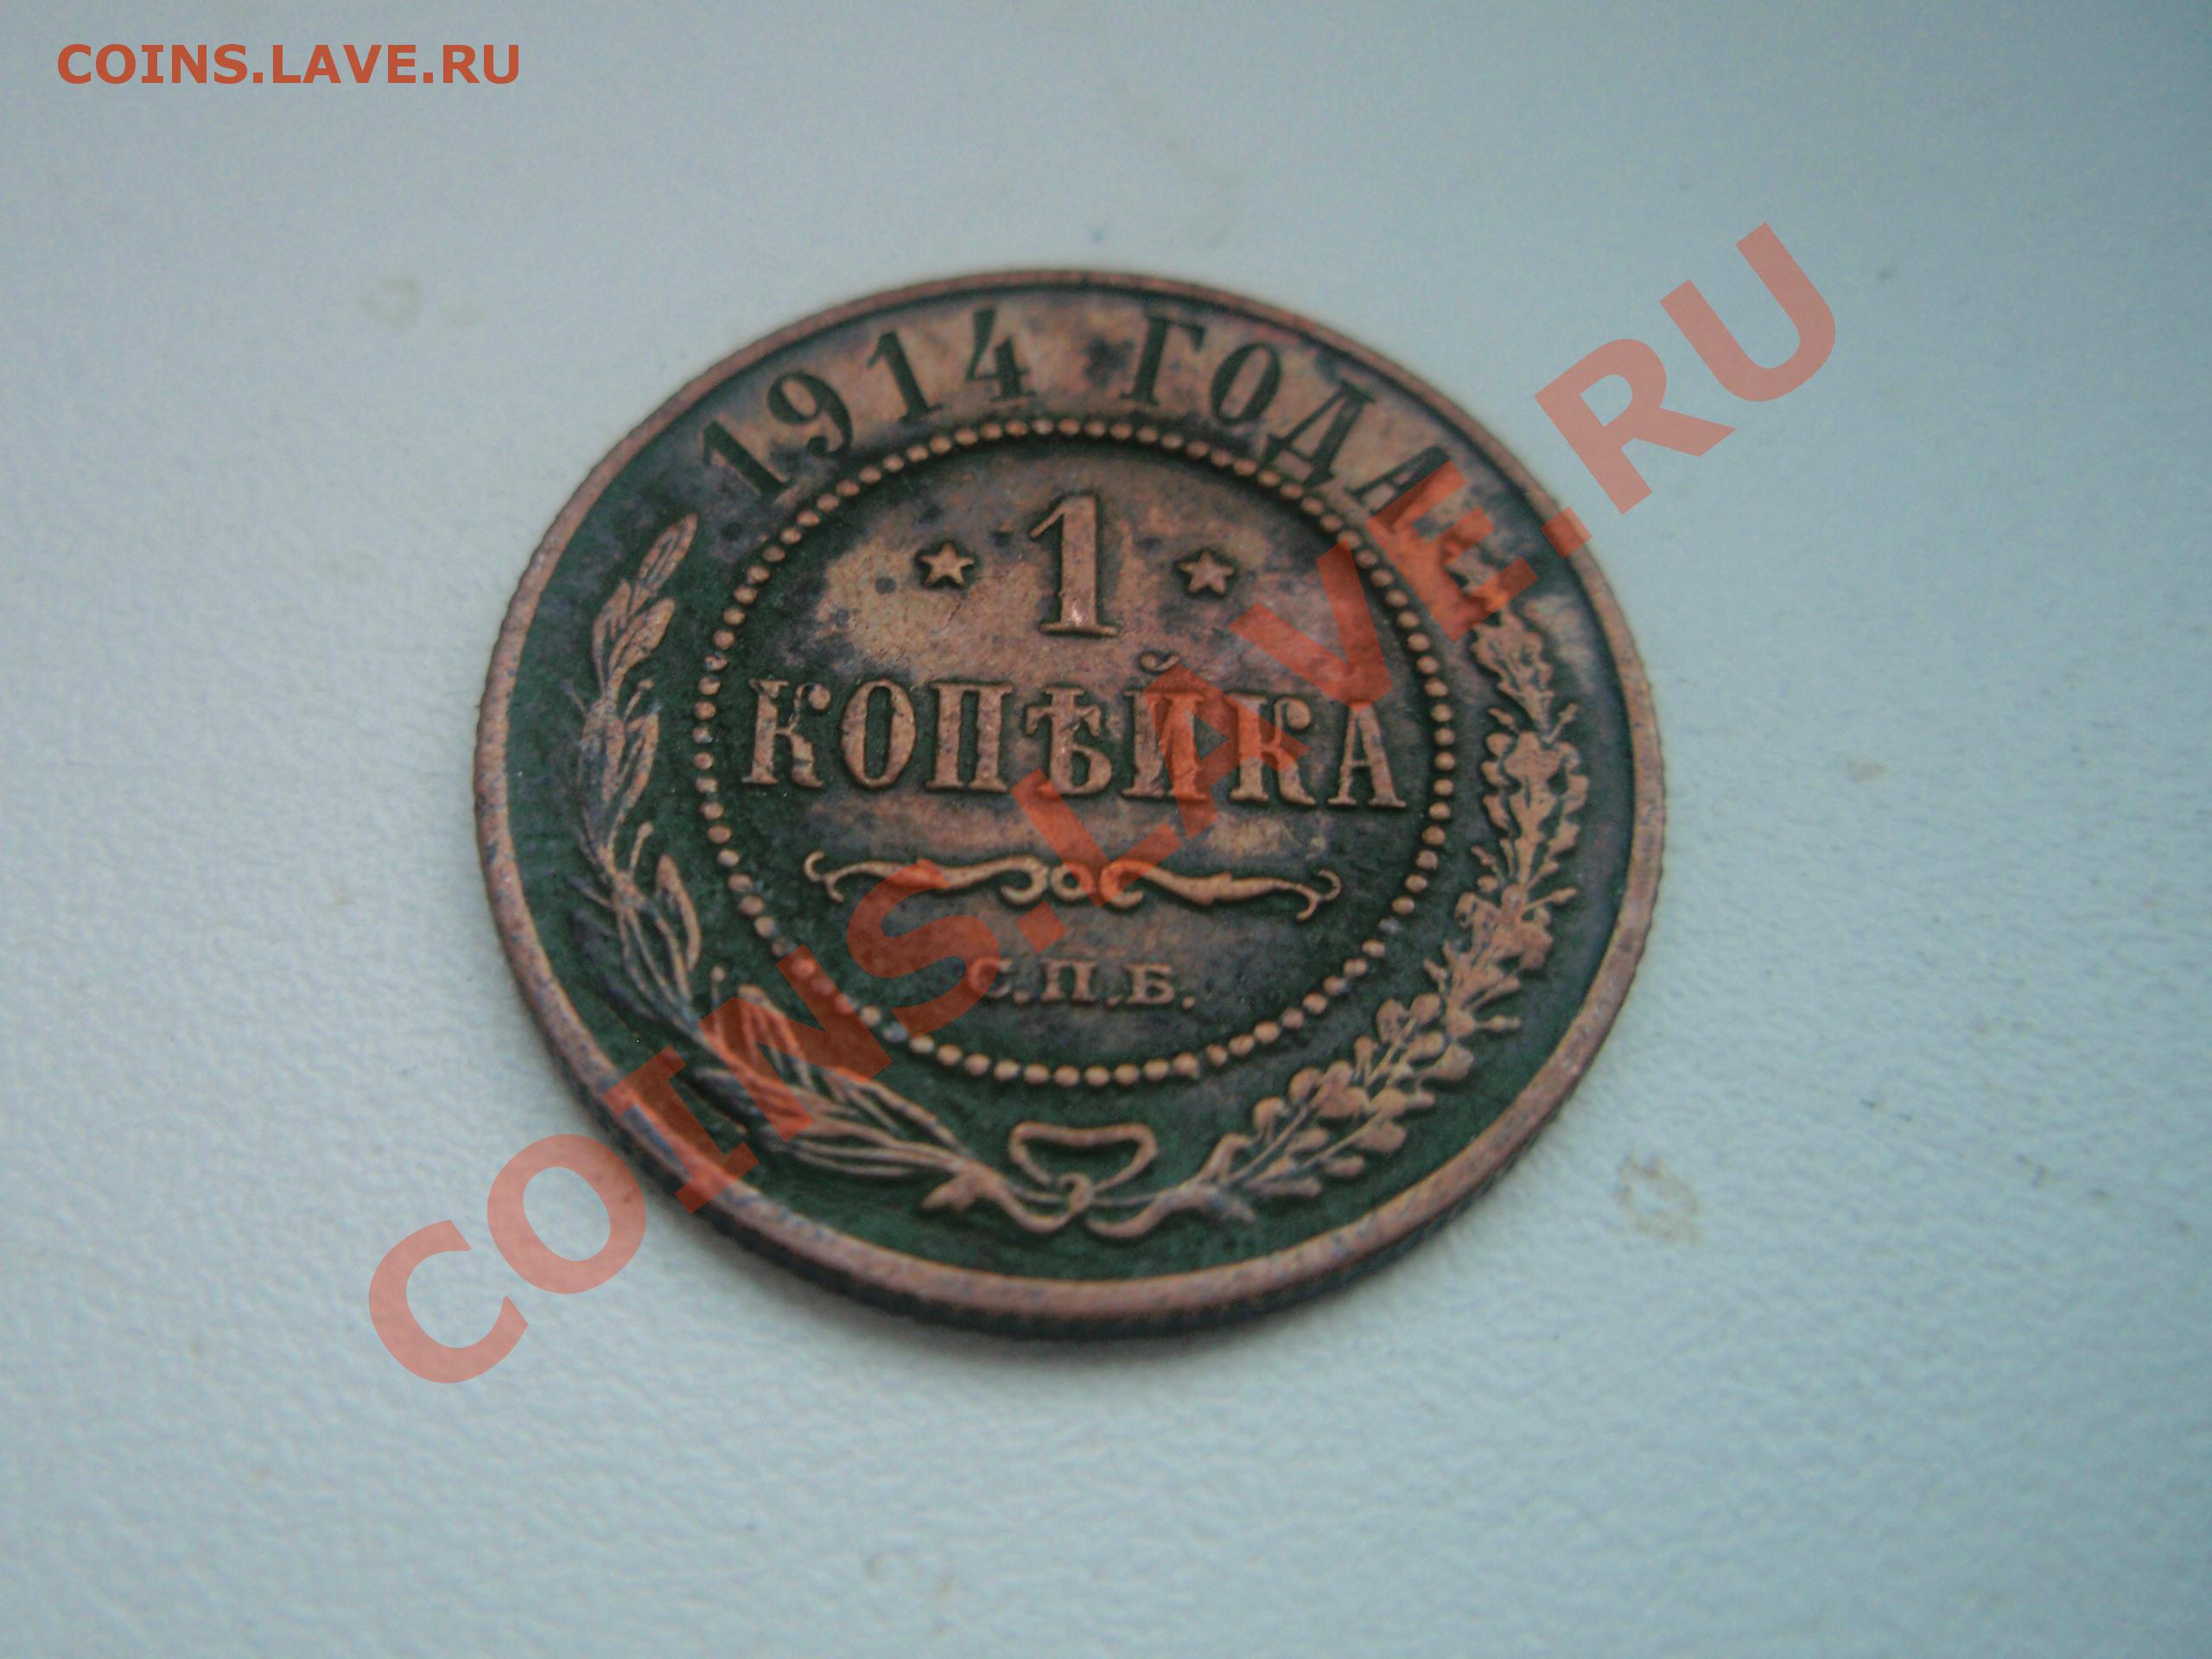 COINS.LAVE.RU
1914 ГОДА
1
КОПѢЙКА
С.П.Б.
COINS.LAVE.RU